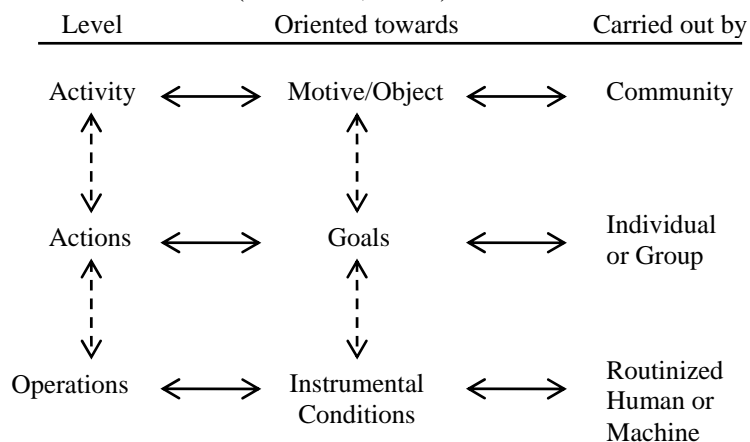 Level Oriented towards Carried out by
Activity Motive/Object Community
Actions Goals Individual
or Group
Operations Instrumental
Conditions Routinized
Human or
Machine